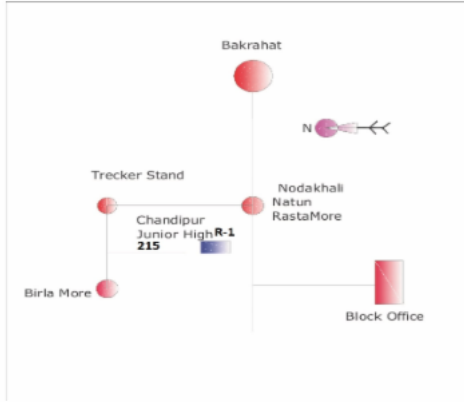 Bakrahat
N
Trecker Stand
Nodakhali
Natun
RastaMore
Chandipur
Junior High R-1
215
Birla More
Block Office